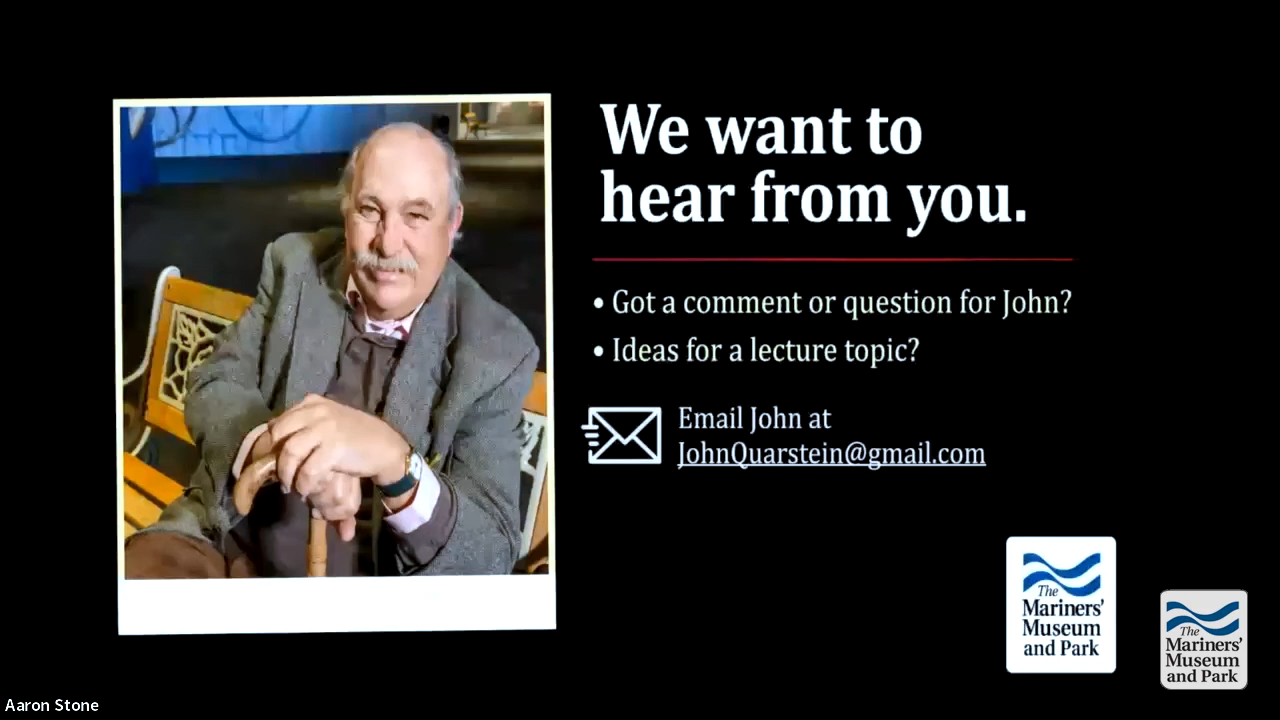 We want to
hear from you.
• Got a comment or question for John?
• Ideas for a lecture topic?
Email John at
JohnQuarstein@gmail.com
The
Mariners'
Museum
and Park
The
Mariners'
Museum
and Park
Aaron Stone